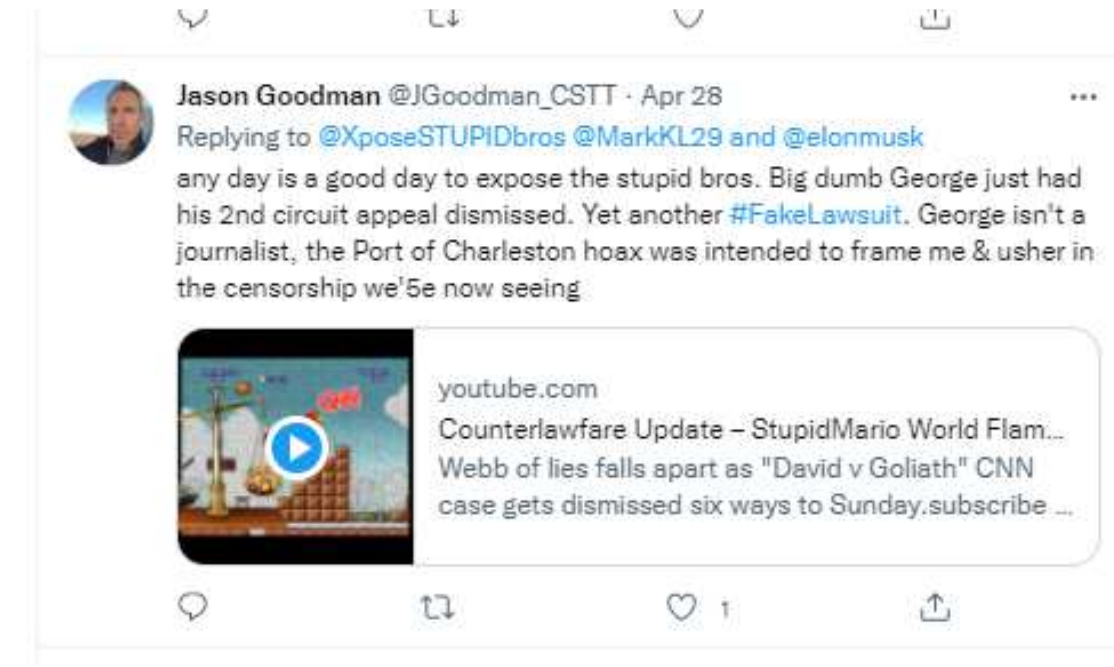 Jason Goodman @JGoodman_CSTT · Apr 28
Replying to @XposeSTUPIDbros @MarkKL29 and @elonmusk
any day is a good day to expose the stupid bros. Big dumb George just had
his 2nd circuit appeal dismissed. Yet another #FakeLawsuit. George isn't a
journalist, the Port of Charleston hoax was intended to frame me & usher in
the censorship we'5e now seeing
youtube.com
Counterlawfare Update – StupidMario World Flam...
Webb of lies falls apart as "David v Goliath" CNN
case gets dismissed six ways to Sunday.subscribe ...
1